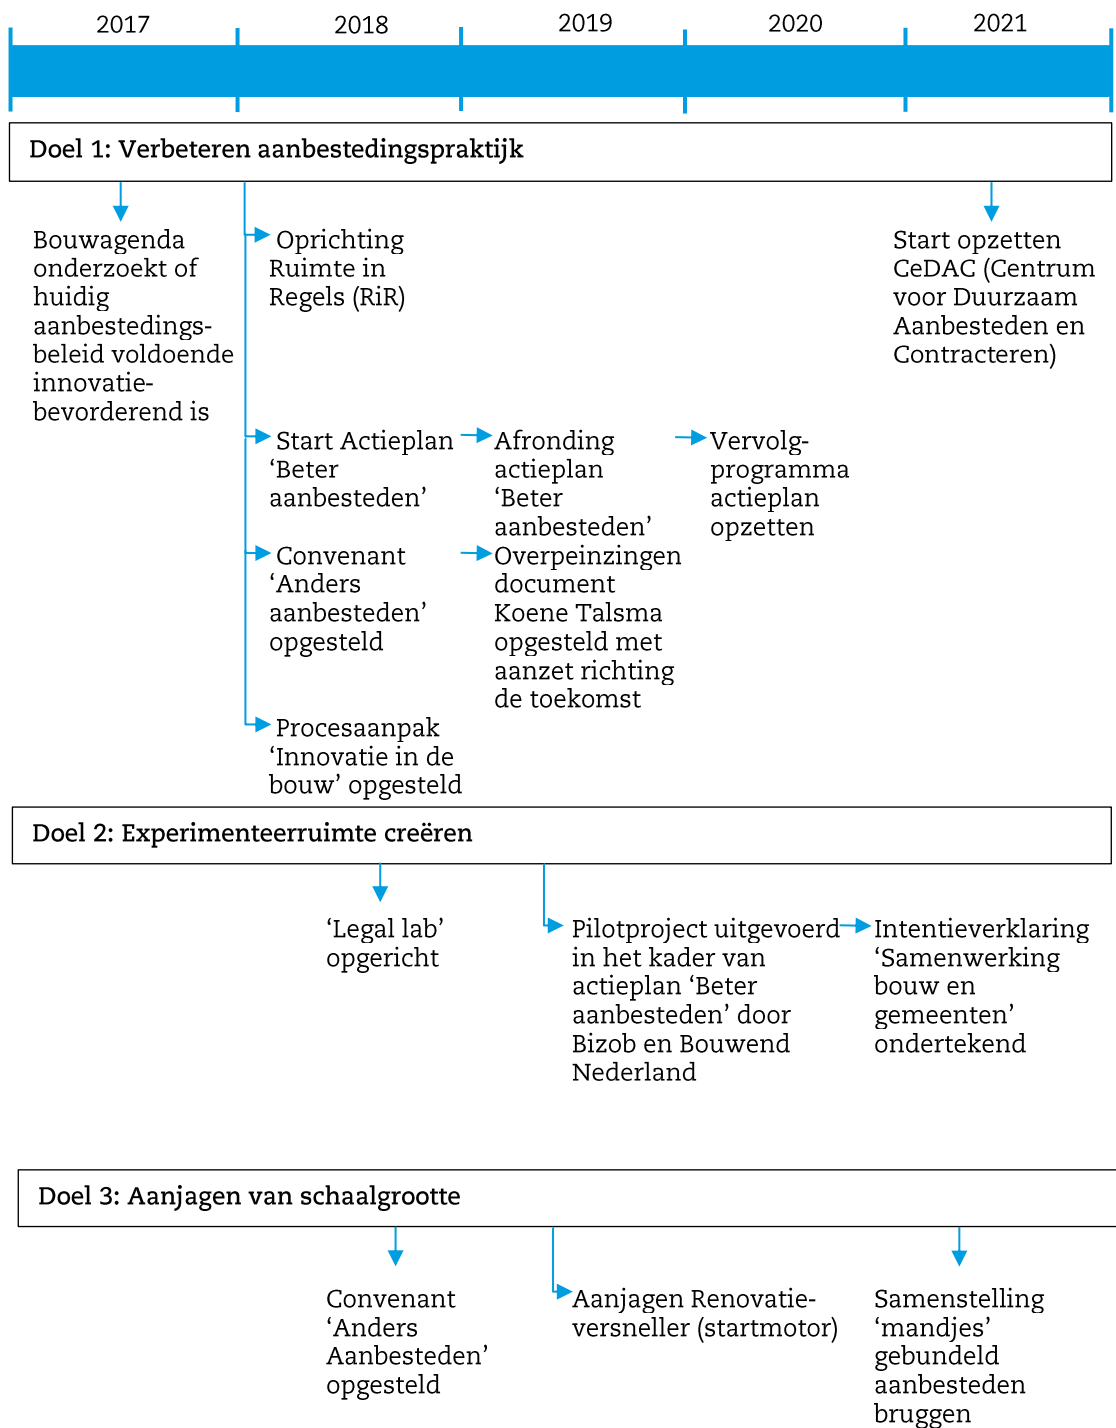 2017 2018 2019 2020 2021
Doel 1: Verbeteren aanbestedingspraktijk
Bouwagenda
onderzoekt of
huidig
aanbestedings-
beleid voldoende
innovatie-
bevorderend is
Oprichting
Ruimte in
Regels (RiR)
Start opzetten
CeDAC (Centrum
voor Duurzaam
Aanbesteden en
Contracteren)
Start Actieplan
‘Beter
aanbesteden’
Afronding
actieplan
‘Beter
aanbesteden’
Vervolg-
programma
actieplan
opzetten
Convenant
‘Anders
aanbesteden’
opgesteld
Overpeinzingen
document
Koene Talsma
opgesteld met
aanzet richting
de toekomst
Procesaanpak
‘Innovatie in de
bouw’ opgesteld
Doel 2: Experimenteerruimte creëren
‘Legal lab’
opgericht
Pilotproject uitgevoerd
in het kader van
actieplan ‘Beter
aanbesteden’ door
Bizob en Bouwend
Nederland
Intentieverklaring
‘Samenwerking
bouw en
gemeenten’
ondertekend
Doel 3: Aanjagen van schaalgrootte
Convenant
‘Anders
Aanbesteden’
opgesteld
Aanjagen Renovatie-
versneller (startmotor)
Samenstelling
‘mandjes’
gebundeld
aanbesteden
bruggen